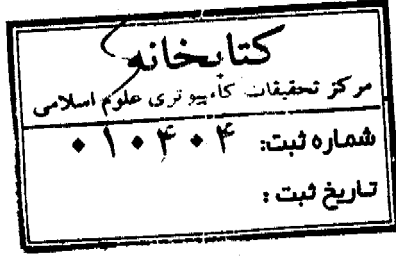 کتابخانه
مرکز تحقیقات کامپیوتری علوم اسلامی
شماره ثبت: ۰۱۰۴۰۴
تاریخ ثبت: